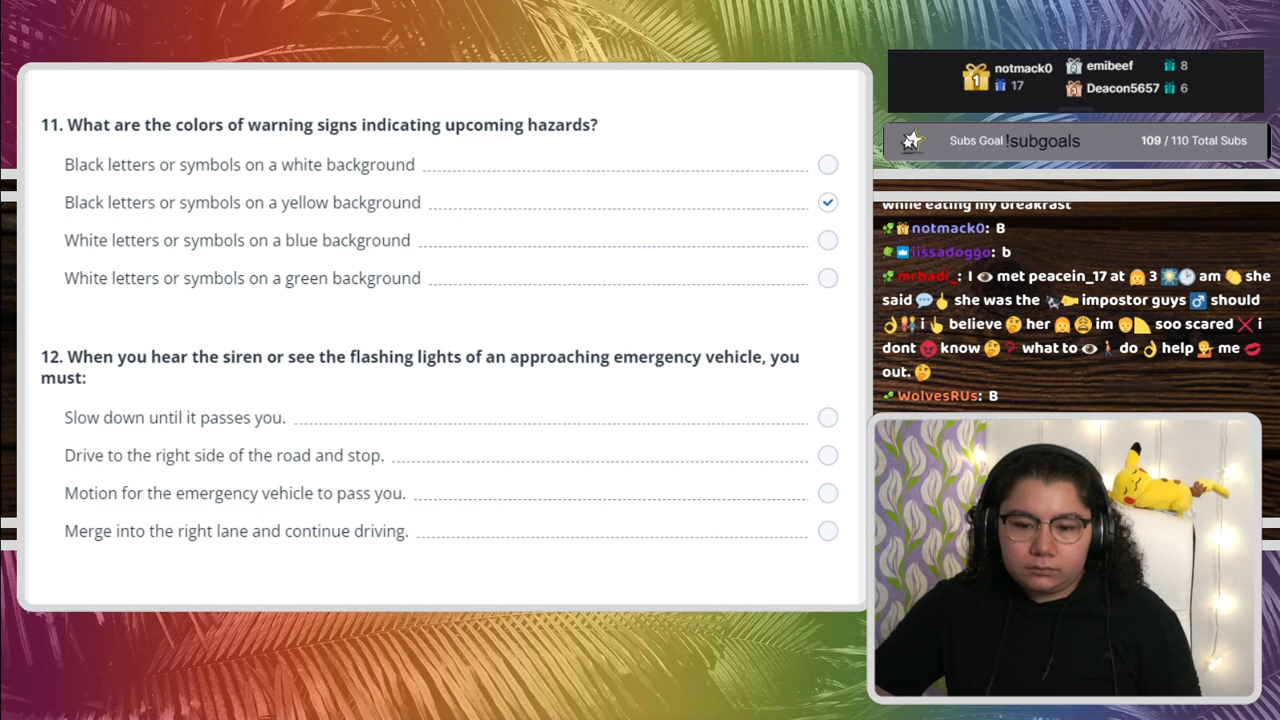 11. What are the colors of warning signs indicating upcoming hazards?
Black letters or symbols on a white background
Black letters or symbols on a yellow background
White letters or symbols on a blue background
White letters or symbols on a green background
12. When you hear the siren or see the flashing lights of an approaching emergency vehicle, you
must:
Slow down until it passes you.
Drive to the right side of the road and stop.
Motion for the emergency vehicle to pass you.
Merge into the right lane and continue driving.
1 notmack0 17
2 emibeef 8
3 Deacon5657 6
Subs Goal !subgoals 109 / 110 Total Subs
while eating my breakfast
notmack0: B
iissadoggo: b
mrbadi_: I 👁 met peacein_17 at 👩 3 🕒 am 👏 she
said 💬☝ she was the impostor guys ♂ should
👌 i 👆 believe 🤔 her 👩😩 im soo scared ❌ i
dont 👿 know 🤔❓ what to 👁🚶 do 👌 help 💁 me 💋
out. 🤔
WolvesRUs: B